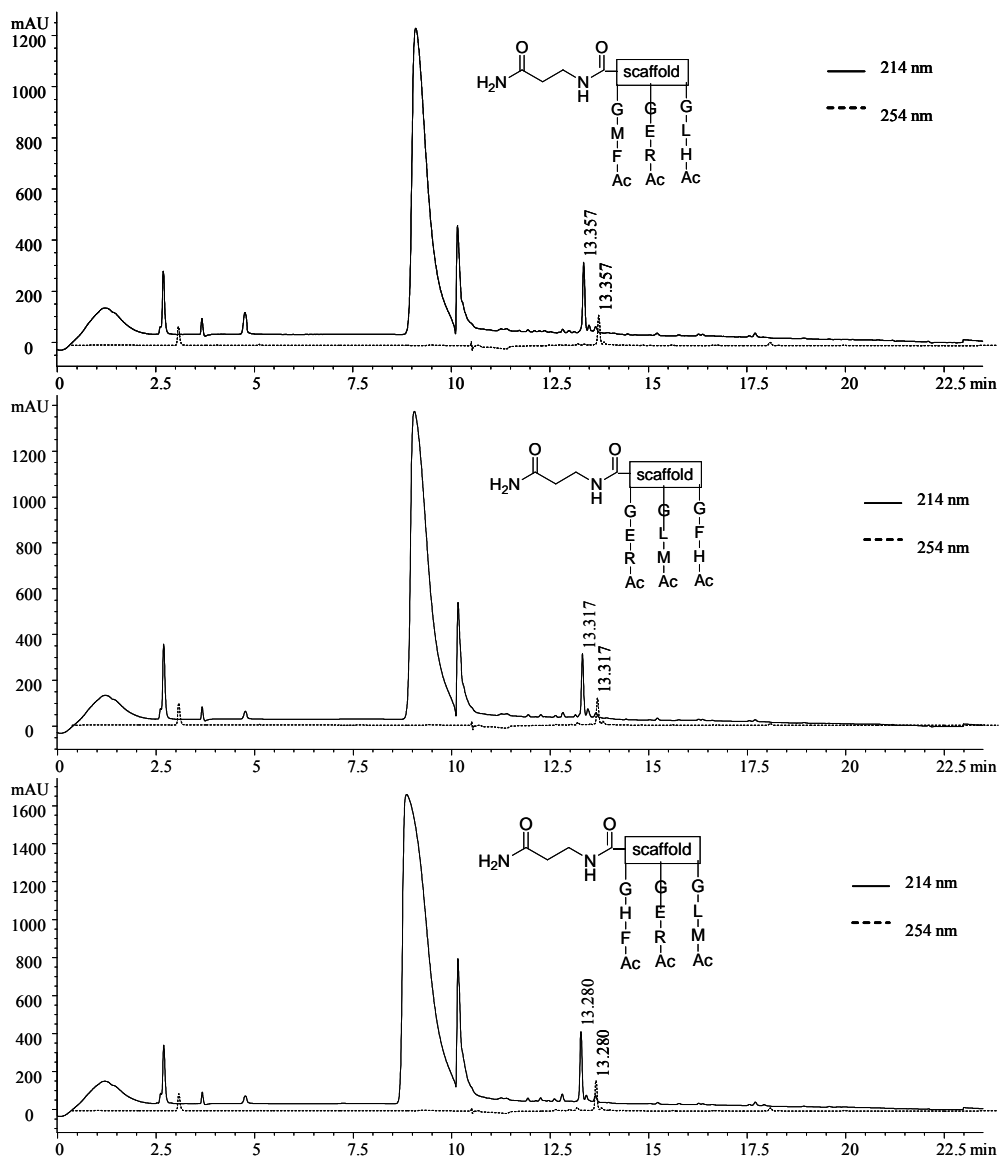 mAU
1200
1000
800
600
400
200
0
0 2.5 5 7.5 10 12.5 15 17.5 20 22.5 min
13.357
13.357
O O
H₂N N H scaffold
G G G
M E L
F R H
Ac Ac Ac
214 nm
254 nm
mAU
1200
1000
800
600
400
200
0
0 2.5 5 7.5 10 12.5 15 17.5 20 22.5 min
13.317
13.317
O O
H₂N N H scaffold
G G G
E L F
R M H
Ac Ac Ac
214 nm
254 nm
mAU
1600
1400
1200
1000
800
600
400
200
0
0 2.5 5 7.5 10 12.5 15 17.5 20 22.5 min
13.280
13.280
O O
H₂N N H scaffold
G G G
H E L
F R M
Ac Ac Ac
214 nm
254 nm